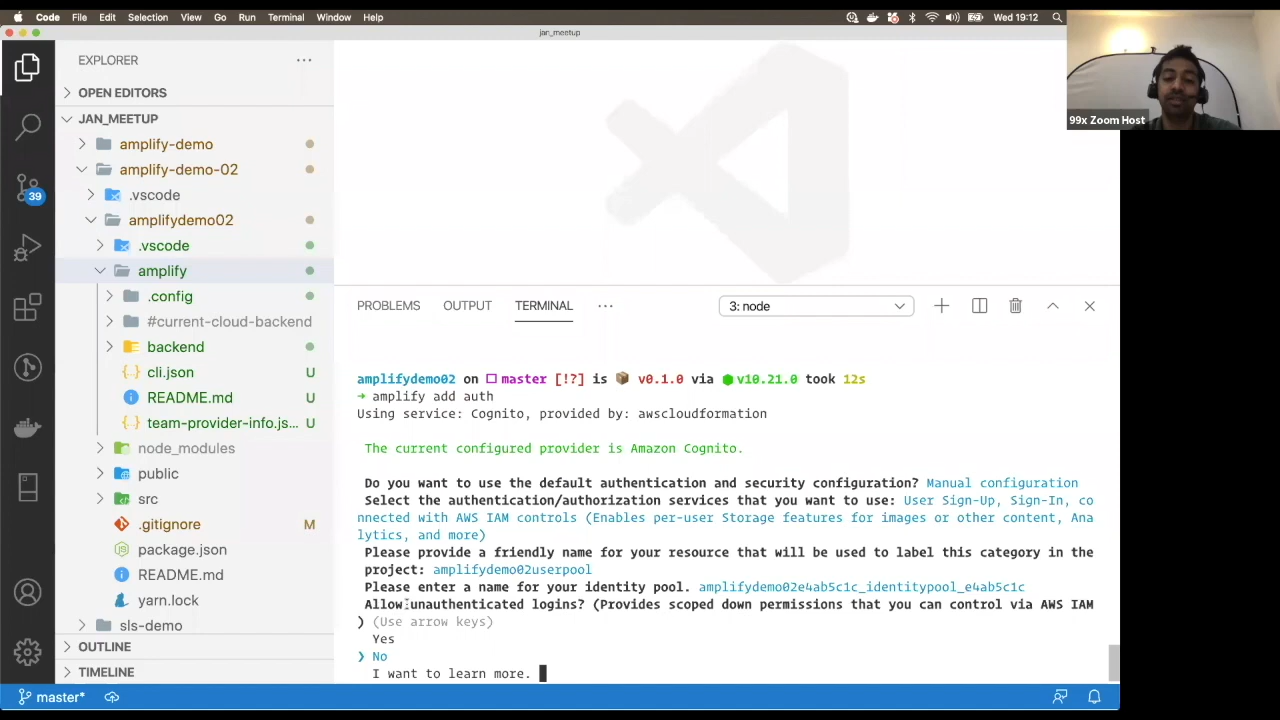 Code File Edit Selection View Go Run Terminal Window Help Wed 19:12
jan_meetup
99x Zoom Host
EXPLORER
OPEN EDITORS
JAN_MEETUP
amplify-demo
amplify-demo-02
.vscode
39
amplifydemo02
.vscode
amplify
.config
#current-cloud-backend
backend
cli.json U
README.md U
team-provider-info.js... U
node_modules
public
src
.gitignore M
package.json
README.md
yarn.lock
sls-demo
OUTLINE
TIMELINE
PROBLEMS OUTPUT TERMINAL ··· 3: node
amplifydemo02 on master [!?] is 📦 v0.1.0 via v10.21.0 took 12s
➜ amplify add auth
Using service: Cognito, provided by: awscloudformation
The current configured provider is Amazon Cognito.
Do you want to use the default authentication and security configuration? Manual configuration
Select the authentication/authorization services that you want to use: User Sign-Up, Sign-In, co
nnected with AWS IAM controls (Enables per-user Storage features for images or other content, Ana
lytics, and more)
Please provide a friendly name for your resource that will be used to label this category in the
project: amplifydemo02userpool
Please enter a name for your identity pool. amplifydemo02e4ab5c1c_identitypool_e4ab5c1c
Allow unauthenticated logins? (Provides scoped down permissions that you can control via AWS IAM
) (Use arrow keys)
Yes
❯ No
I want to learn more.
master*